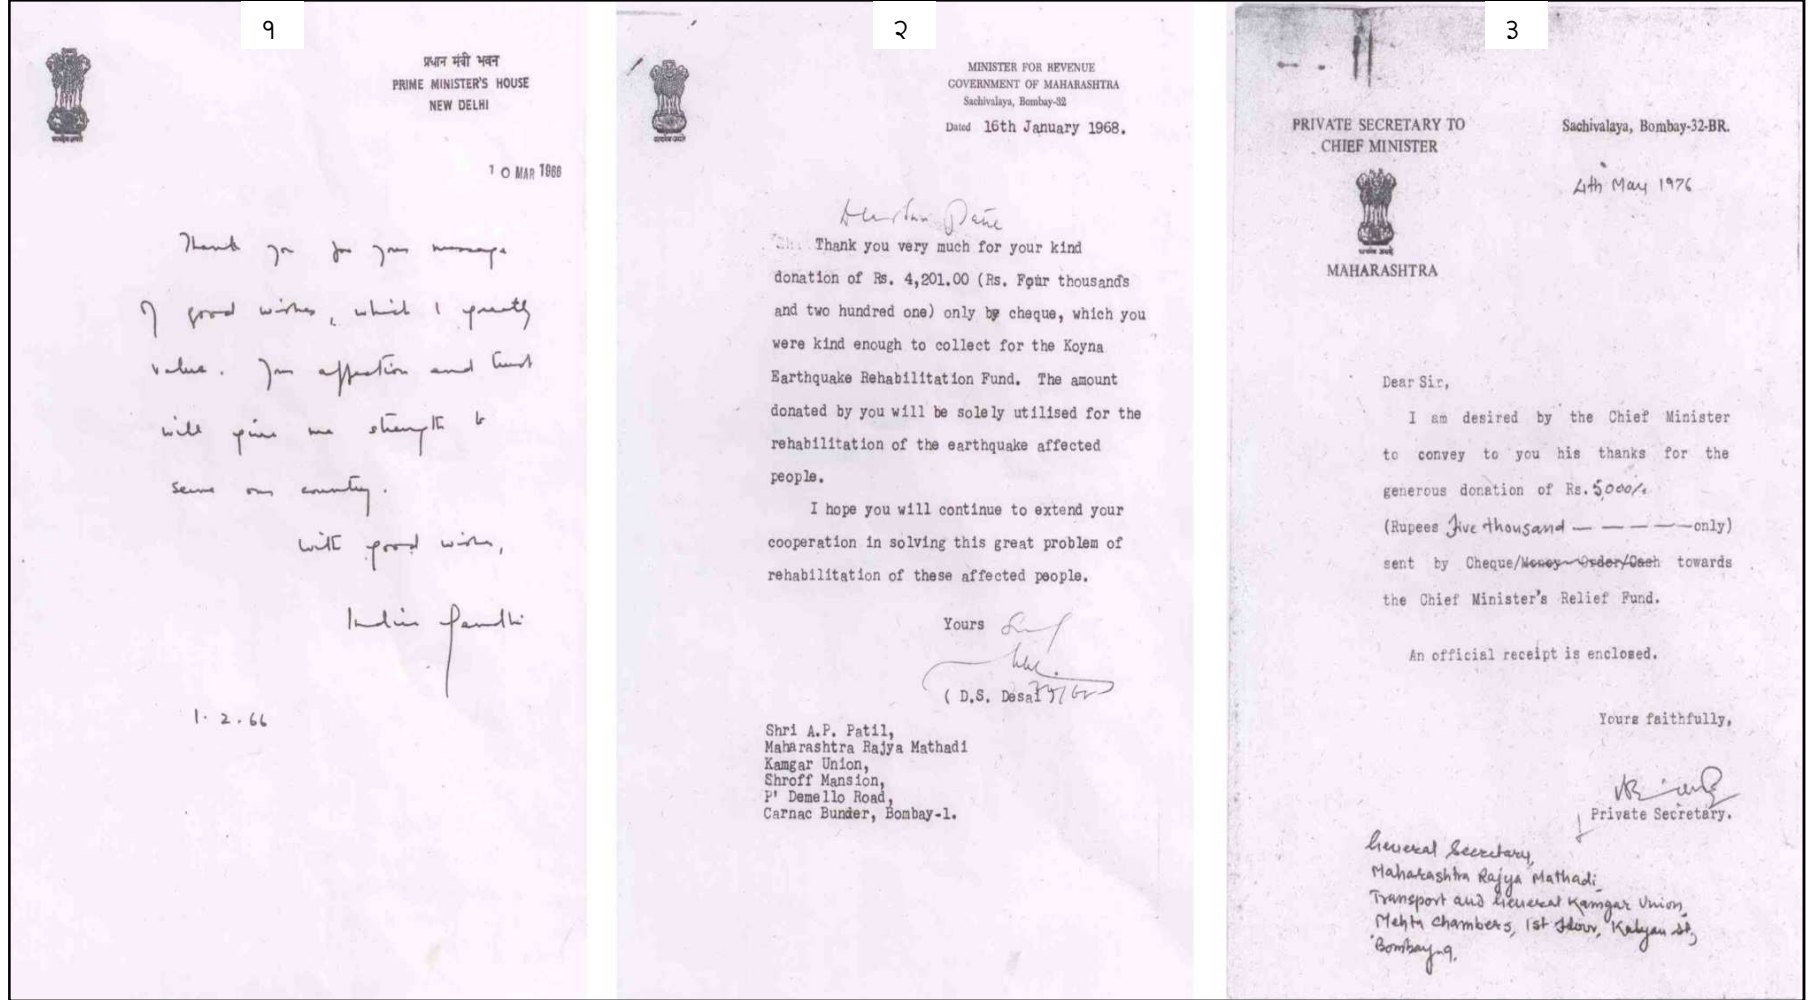 १
प्रधान मंत्री भवन
PRIME MINISTER'S HOUSE
NEW DELHI
10 MAR 1966
Thank you for your message
of good wishes, which I greatly
value. Your affection and trust
will give me strength to
serve our country.
With good wishes,
Indira Gandhi
1.2.66
२
MINISTER FOR REVENUE
GOVERNMENT OF MAHARASHTRA
Sachivalaya, Bombay-32
Dated 16th January 1968.
Thank you very much for your kind
donation of Rs. 4,201.00 (Rs. Four thousands
and two hundred one) only by cheque, which you
were kind enough to collect for the Koyna
Earthquake Rehabilitation Fund. The amount
donated by you will be solely utilised for the
rehabilitation of the earthquake affected
people.
I hope you will continue to extend your
cooperation in solving this great problem of
rehabilitation of these affected people.
Yours
( D.S. Desai
Shri A.P. Patil,
Maharashtra Rajya Mathadi
Kamgar Union,
Shroff Mansion,
P' Demello Road,
Carnac Bunder, Bombay-1.
३
PRIVATE SECRETARY TO
CHIEF MINISTER
MAHARASHTRA
Sachivalaya, Bombay-32-BR.
4th May 1976
Dear Sir,
I am desired by the Chief Minister
to convey to you his thanks for the
generous donation of Rs. 5,000/-
(Rupees Five thousand — — — — — only)
sent by Cheque/Money Order/Cash towards
the Chief Minister's Relief Fund.
An official receipt is enclosed.
Yours faithfully,
Private Secretary.
General Secretary,
Maharashtra Rajya Mathadi
Transport and General Kamgar Union,
Mehta Chambers, 1st Floor, Kalyan St,
Bombay-9.